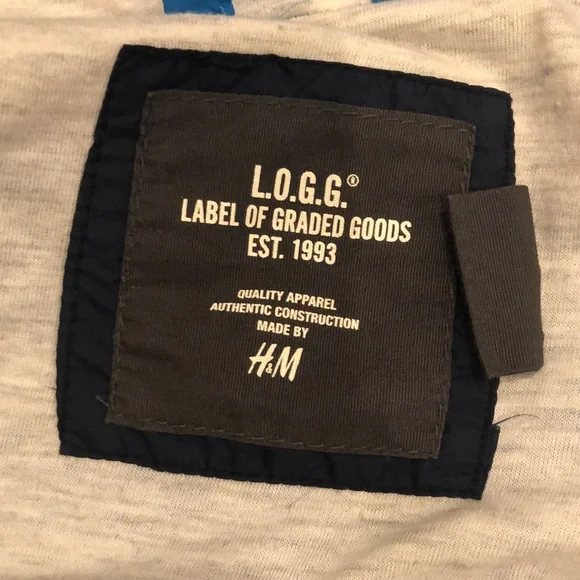 L.O.G.G.®
LABEL OF GRADED GOODS
EST. 1993
QUALITY APPAREL
AUTHENTIC CONSTRUCTION
MADE BY
H&M